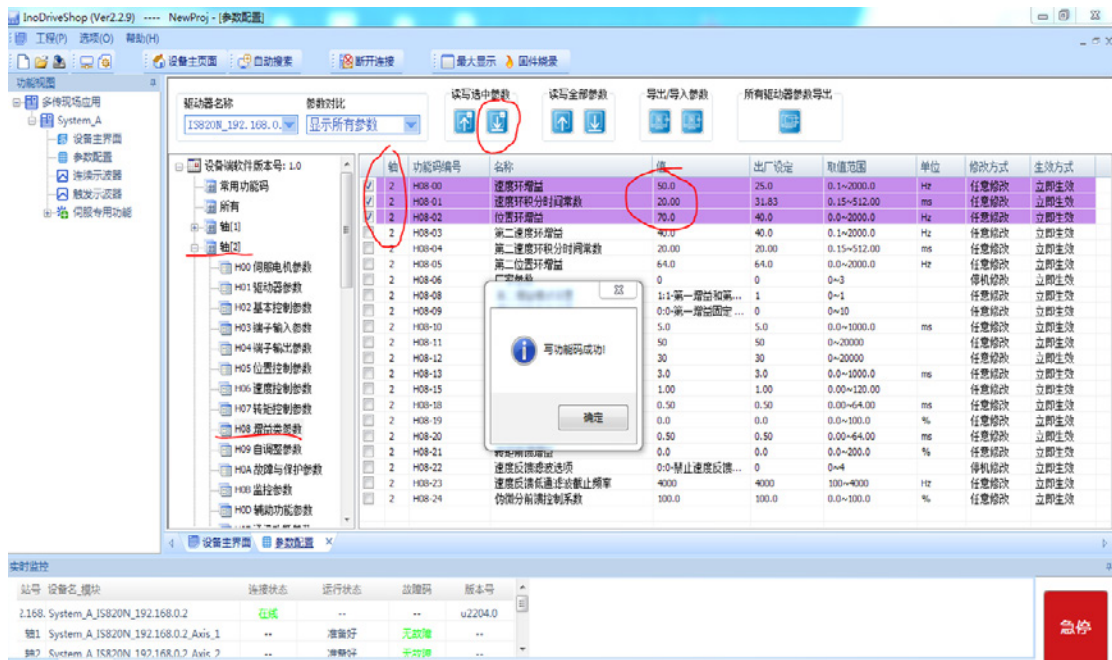 InoDriveShop (Ver2.2.9) ---- NewProj - [参数配置]
工程(P) 选项(O) 帮助(H)
设备主页面 自动搜索 断开连接 最大显示 固件烧录
功能视图
多传现场应用
System_A
设备主界面
参数配置
连续示波器
触发示波器
伺服专用功能
驱动器名称 参数对比 读写选中参数 读写全部参数 导出/导入参数 所有驱动器参数导出
IS820N_192.168.0. 显示所有参数
设备端软件版本号: 1.0
常用功能码
所有
轴[1]
轴[2]
H00 伺服电机参数
H01 驱动器参数
H02 基本控制参数
H03 端子输入参数
H04 端子输出参数
H05 位置控制参数
H06 速度控制参数
H07 转矩控制参数
H08 增益类参数
H09 自调整参数
H0A 故障与保护参数
H0B 监控参数
H0D 辅助功能参数
轴 功能码编号 名称 值 出厂设定 取值范围 单位 修改方式 生效方式
2 H08-00 速度环增益 50.0 25.0 0.1~2000.0 Hz 任意修改 立即生效
2 H08-01 速度环积分时间常数 20.00 31.83 0.15~512.00 ms 任意修改 立即生效
2 H08-02 位置环增益 70.0 40.0 0.0~2000.0 Hz 任意修改 立即生效
2 H08-03 第二速度环增益 40.0 40.0 0.1~2000.0 Hz 任意修改 立即生效
2 H08-04 第二速度环积分时间常数 20.00 20.00 0.15~512.00 ms 任意修改 立即生效
2 H08-05 第二位置环增益 64.0 64.0 0.0~2000.0 Hz 任意修改 立即生效
2 H08-06 厂家参数 0 0 0~3 停机修改 立即生效
2 H08-08 1:1-第一增益和第... 1 0~1 任意修改 立即生效
2 H08-09 0:0-第一增益固定 ... 0 0~10 任意修改 立即生效
2 H08-10 5.0 5.0 0.0~1000.0 ms 任意修改 立即生效
2 H08-11 50 50 0~20000 任意修改 立即生效
2 H08-12 30 30 0~20000 任意修改 立即生效
2 H08-13 3.0 3.0 0.0~1000.0 ms 任意修改 立即生效
2 H08-15 1.00 1.00 0.00~120.00 任意修改 立即生效
2 H08-18 0.50 0.50 0.00~64.00 ms 任意修改 立即生效
2 H08-19 0.0 0.0 0.0~100.0 % 任意修改 立即生效
2 H08-20 0.50 0.50 0.00~64.00 ms 任意修改 立即生效
2 H08-21 转矩前馈增益 0.0 0.0 0.0~200.0 % 任意修改 立即生效
2 H08-22 速度反馈滤波选项 0:0-禁止速度反馈... 0 0~4 停机修改 立即生效
2 H08-23 速度反馈低通滤波截止频率 4000 4000 100~4000 Hz 任意修改 立即生效
2 H08-24 伪微分前馈控制系数 100.0 100.0 0.0~100.0 % 任意修改 立即生效
写功能码成功!
确定
设备主界面 参数配置
实时监控
站号 设备名_模块 连接状态 运行状态 故障码 版本号
2.168. System_A_IS820N_192.168.0.2 在线 -- -- u2204.0
轴1 System_A_IS820N_192.168.0.2_Axis_1 -- 准备好 无故障 --
轴2 System_A_IS820N_192.168.0.2_Axis_2 -- 准备好 无故障 --
急停